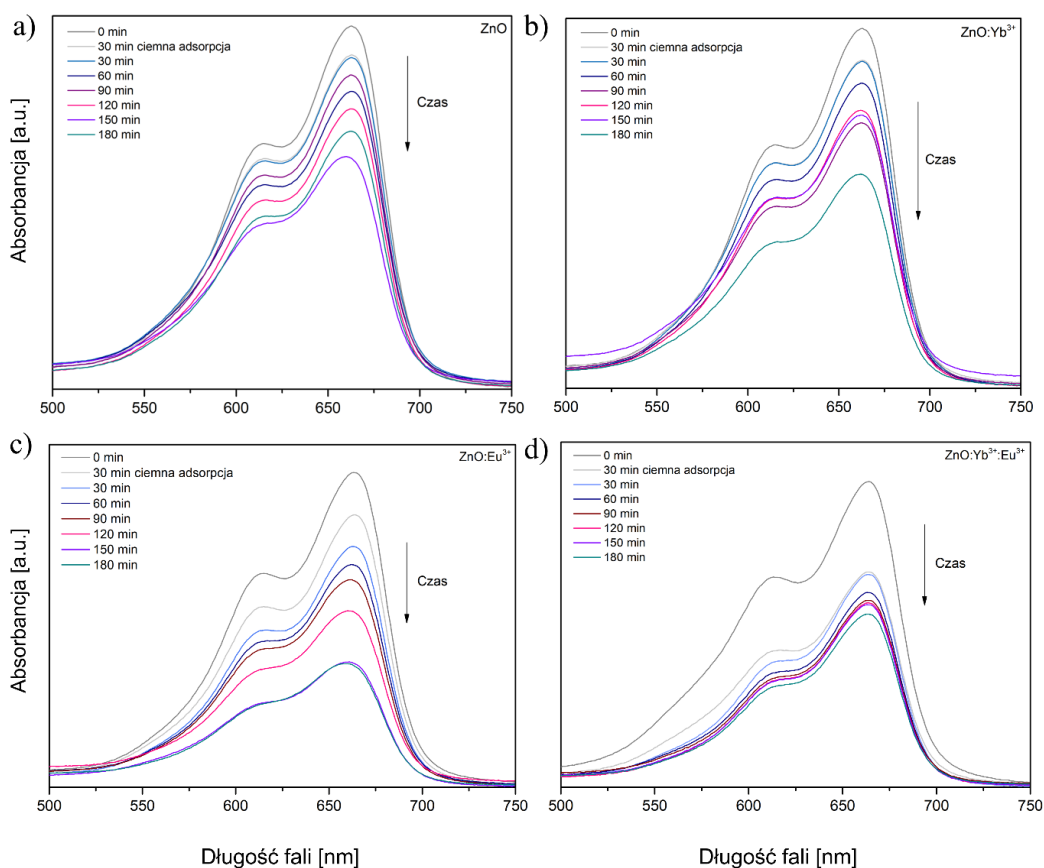 a)
ZnO
0 min
30 min ciemna adsorpcja
30 min
60 min
90 min
120 min
150 min
180 min
Czas
Absorbancja [a.u.]
500 550 600 650 700 750
b)
ZnO:Yb³⁺
0 min
30 min ciemna adsorpcja
30 min
60 min
90 min
120 min
150 min
180 min
Czas
500 550 600 650 700 750
c)
ZnO:Eu³⁺
0 min
30 min ciemna adsorpcja
30 min
60 min
90 min
120 min
150 min
180 min
Czas
Absorbancja [a.u.]
500 550 600 650 700 750
Długość fali [nm]
d)
ZnO:Yb³⁺:Eu³⁺
0 min
30 min ciemna adsorpcja
30 min
60 min
90 min
120 min
150 min
180 min
Czas
500 550 600 650 700 750
Długość fali [nm]